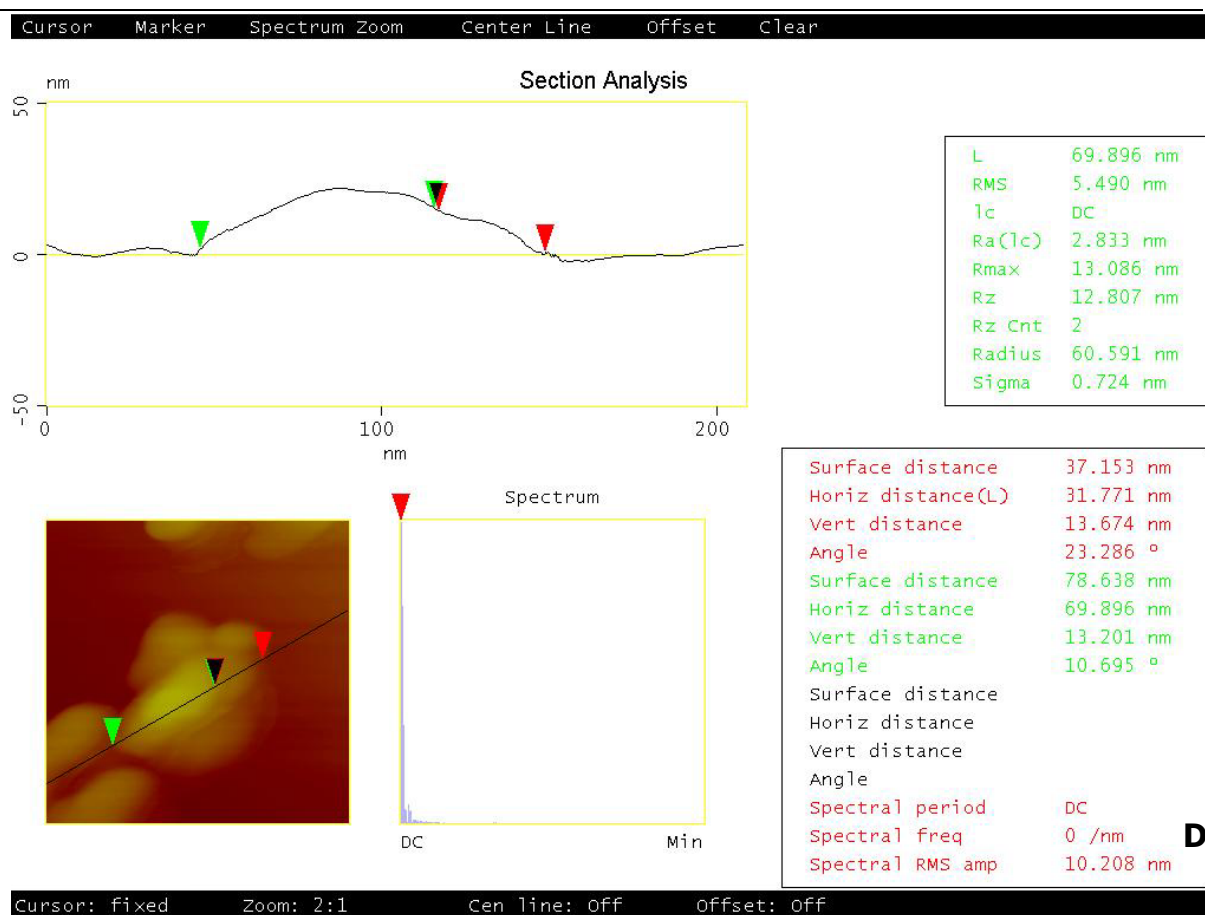 Cursor Marker Spectrum Zoom Center Line Offset Clear
nm
Section Analysis
50
0
-50
0 100 200
nm
L 69.896 nm
RMS 5.490 nm
lc DC
Ra(lc) 2.833 nm
Rmax 13.086 nm
Rz 12.807 nm
Rz Cnt 2
Radius 60.591 nm
Sigma 0.724 nm
Spectrum
DC Min
Surface distance 37.153 nm
Horiz distance(L) 31.771 nm
Vert distance 13.674 nm
Angle 23.286 º
Surface distance 78.638 nm
Horiz distance 69.896 nm
Vert distance 13.201 nm
Angle 10.695 º
Surface distance
Horiz distance
Vert distance
Angle
Spectral period DC
Spectral freq 0 /nm
Spectral RMS amp 10.208 nm
D
Cursor: fixed Zoom: 2:1 Cen line: Off Offset: Off